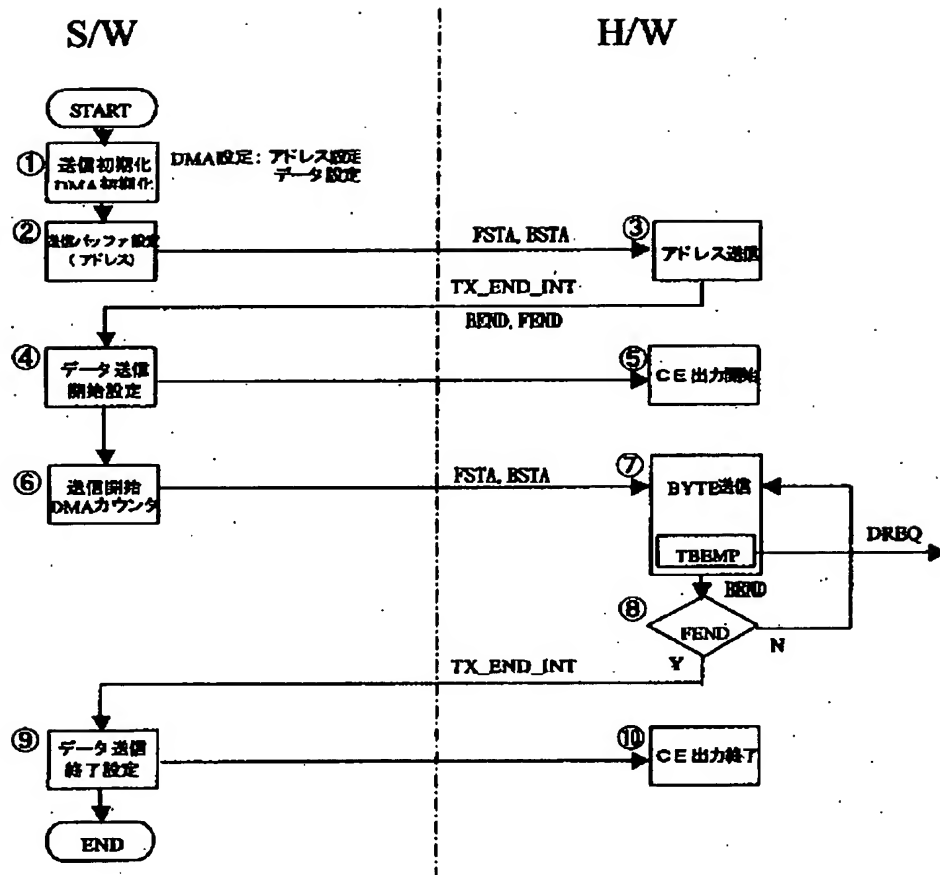 S/W
H/W
START
①
送信初期化
DMA初期化
DMA設定：アドレス設定
データ設定
②
送信バッファ設定
(アドレス)
FSTA, BSTA
③
アドレス送信
TX_END_INT
BEND, FEND
④
データ送信
開始設定
⑤
CE出力開始
⑥
送信開始
DMAカウンタ
FSTA, BSTA
⑦
BYTE送信
DREQ
TBEMP
BEND
⑧
FEND
N
Y
TX_END_INT
⑨
データ送信
終了設定
⑩
CE出力終了
END